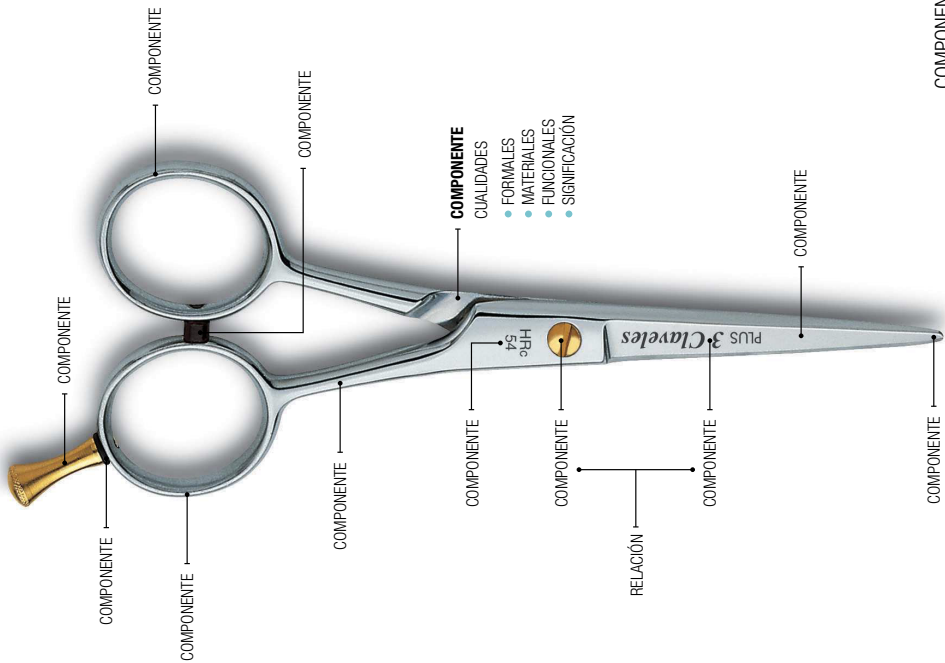 COMPONENTE
COMPONENTE
COMPONENTE
COMPONENTE
COMPONENTE
COMPONENTE
COMPONENTE
CUALIDADES
• FORMALES
• MATERIALES
• FUNCIONALES
• SIGNIFICACIÓN
COMPONENTE
HRc
54
COMPONENTE
RELACIÓN
COMPONENTE
3 Claveles
PLUS
COMPONENTE
COMPONENTE
COMPONEN